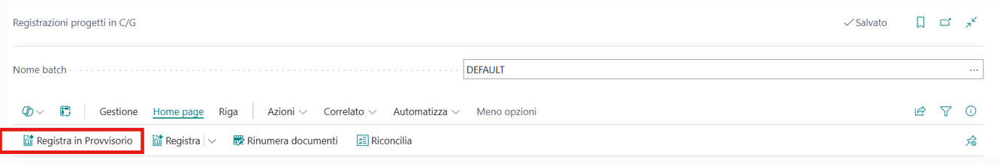 Registrazioni progetti in C/G
Salvato
Nome batch
DEFAULT
Gestione Home page Riga Azioni Correlato Automatizza Meno opzioni
Registra in Provvisorio Registra Rinumera documenti Riconcilia